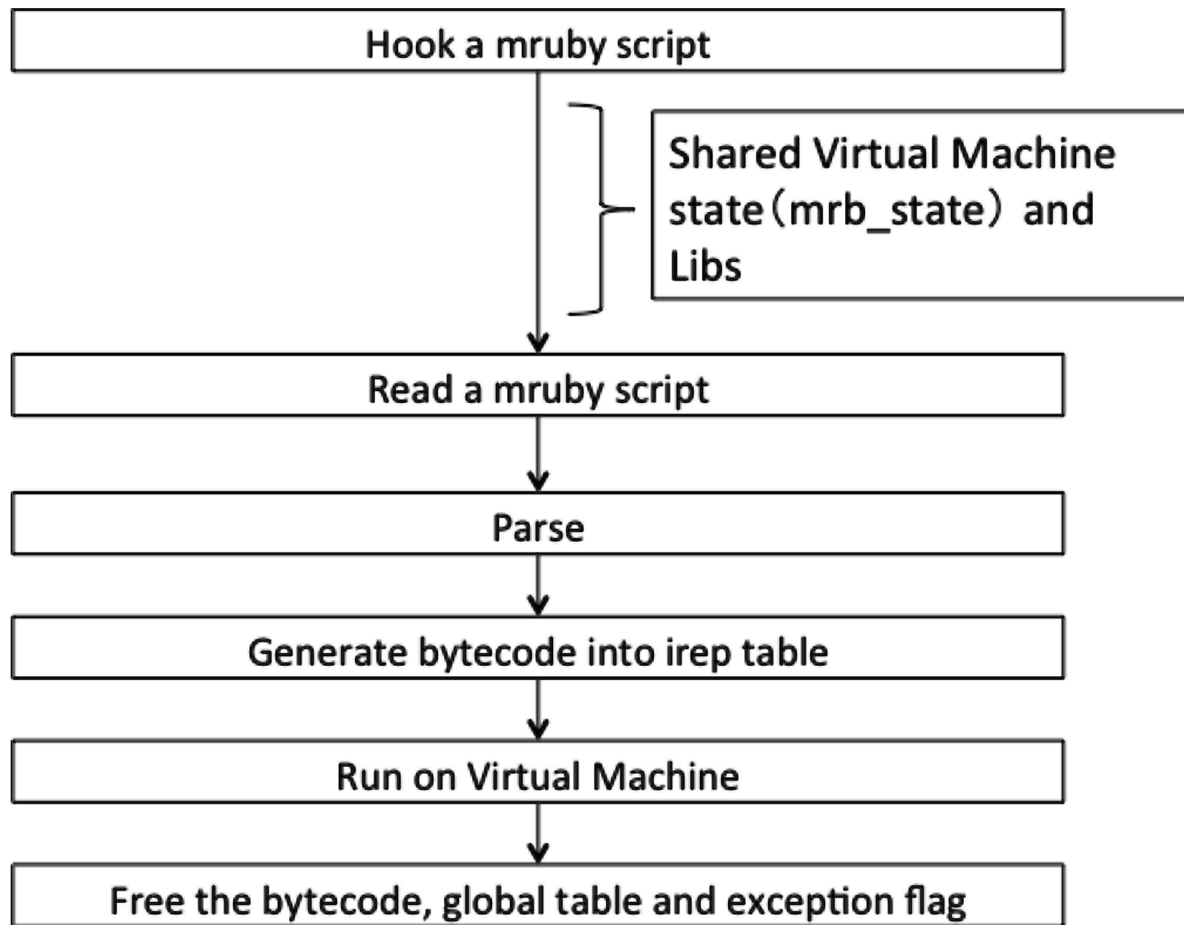 Hook a mruby script
Shared Virtual Machine
state（mrb_state） and
Libs
Read a mruby script
Parse
Generate bytecode into irep table
Run on Virtual Machine
Free the bytecode, global table and exception flag